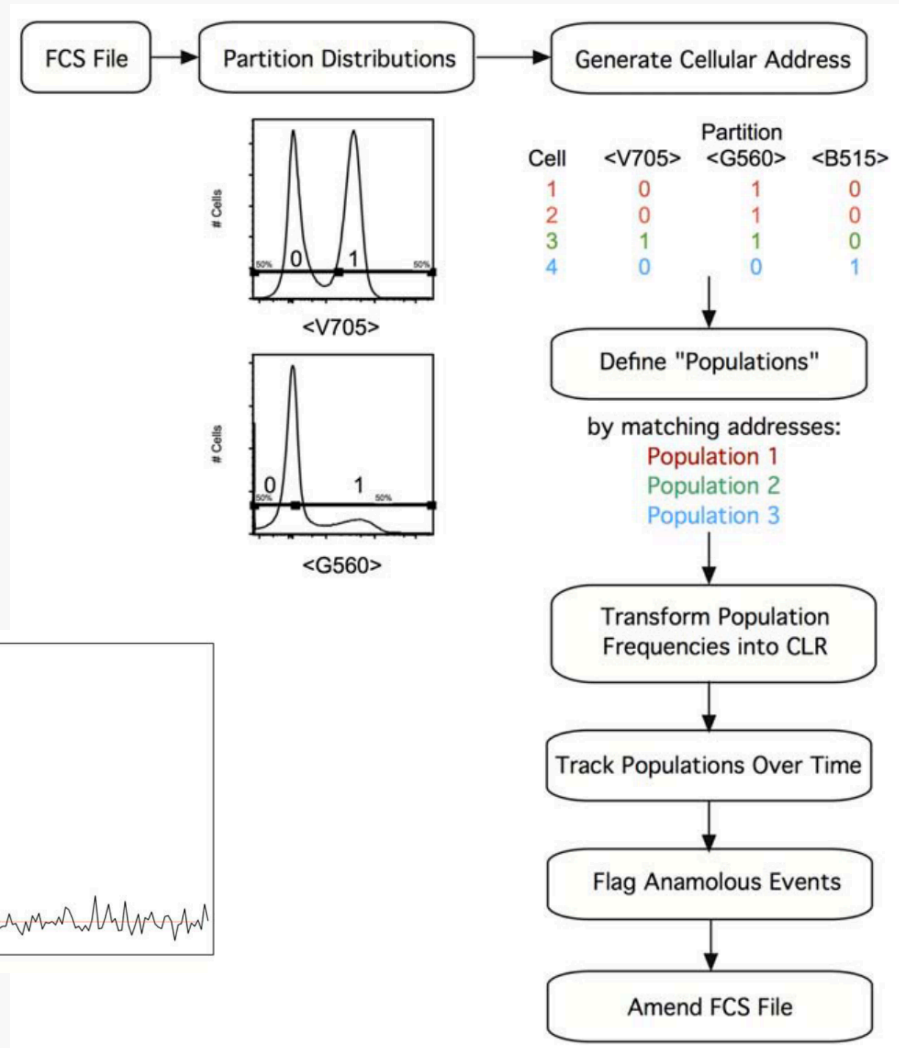 FCS File
Partition Distributions
Generate Cellular Address
# Cells
50%
0
1
50%
<V705>
# Cells
0
1
50%
50%
<G560>
Partition
Cell <V705> <G560> <B515>
1 0 1 0
2 0 1 0
3 1 1 0
4 0 0 1
Define "Populations"
by matching addresses:
Population 1
Population 2
Population 3
Transform Population
Frequencies into CLR
Track Populations Over Time
Flag Anamolous Events
Amend FCS File